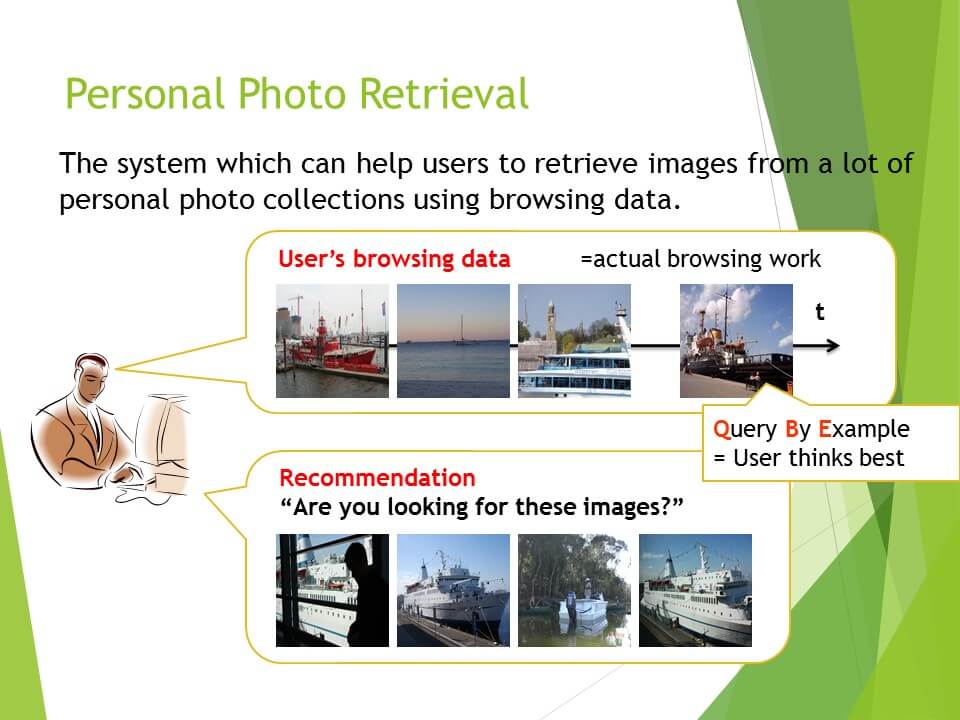 Personal Photo Retrieval
The system which can help users to retrieve images from a lot of
personal photo collections using browsing data.
User’s browsing data =actual browsing work
t
Query By Example
= User thinks best
Recommendation
“Are you looking for these images?”